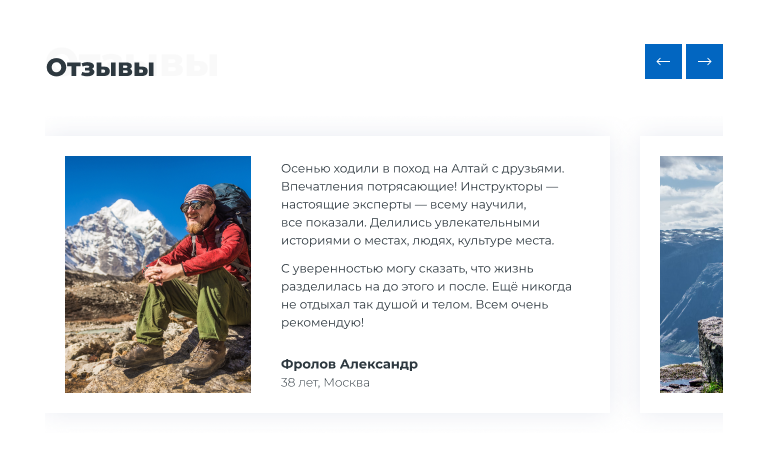 Отзывы
Отзывы
Осенью ходили в поход на Алтай с друзьями.
Впечатления потрясающие! Инструкторы —
настоящие эксперты — всему научили,
все показали. Делились увлекательными
историями о местах, людях, культуре места.
С уверенностью могу сказать, что жизнь
разделилась на до этого и после. Ещё никогда
не отдыхал так душой и телом. Всем очень
рекомендую!
Фролов Александр
38 лет, Москва